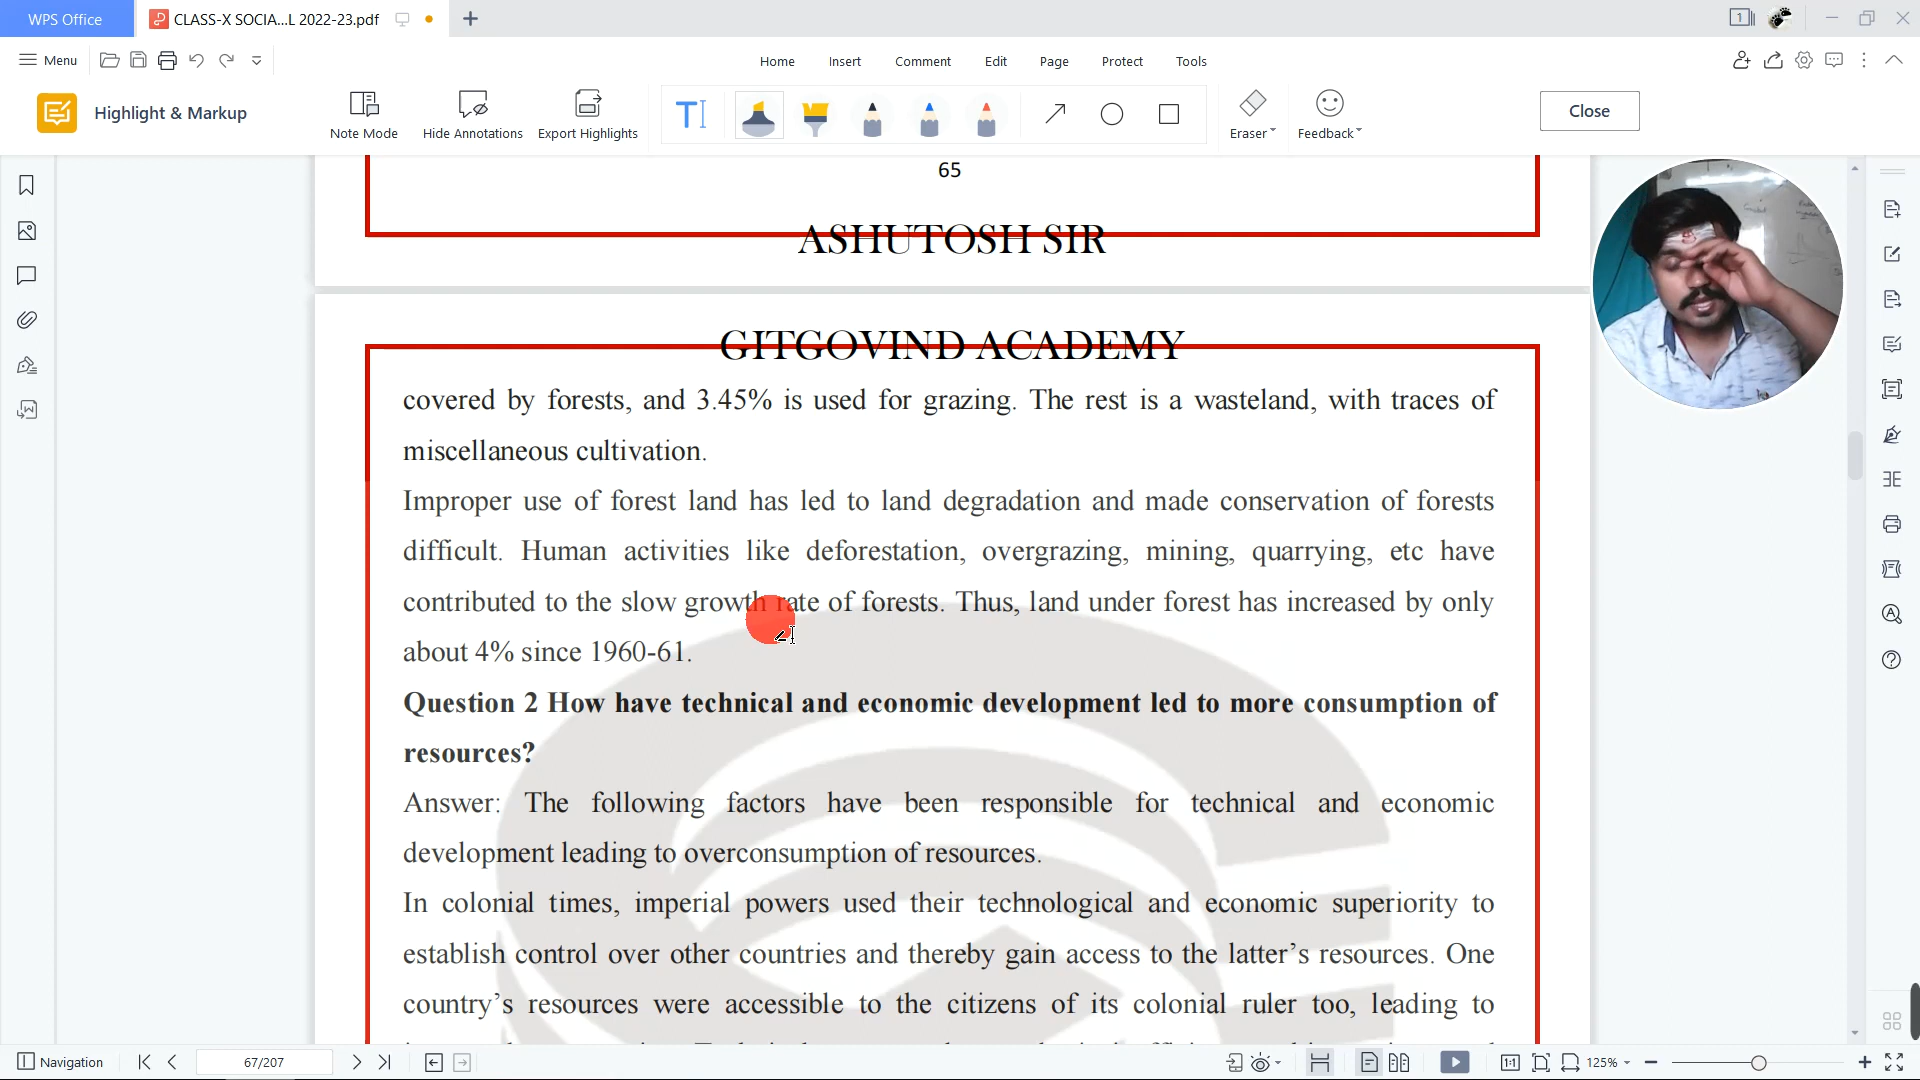 WPS Office
CLASS-X SOCIA...L 2022-23.pdf
1
Menu
Home
Insert
Comment
Edit
Page
Protect
Tools
Highlight & Markup
Note Mode
Hide Annotations
Export Highlights
Eraser
Feedback
Close
65
ASHUTOSH SIR
GITGOVIND ACADEMY
covered by forests, and 3.45% is used for grazing. The rest is a wasteland, with traces of
miscellaneous cultivation.
Improper use of forest land has led to land degradation and made conservation of forests
difficult. Human activities like deforestation, overgrazing, mining, quarrying, etc have
contributed to the slow growth rate of forests. Thus, land under forest has increased by only
about 4% since 1960-61.
Question 2 How have technical and economic development led to more consumption of
resources?
Answer: The following factors have been responsible for technical and economic
development leading to overconsumption of resources.
In colonial times, imperial powers used their technological and economic superiority to
establish control over other countries and thereby gain access to the latter’s resources. One
country’s resources were accessible to the citizens of its colonial ruler too, leading to
Navigation
67/207
1:1
125%